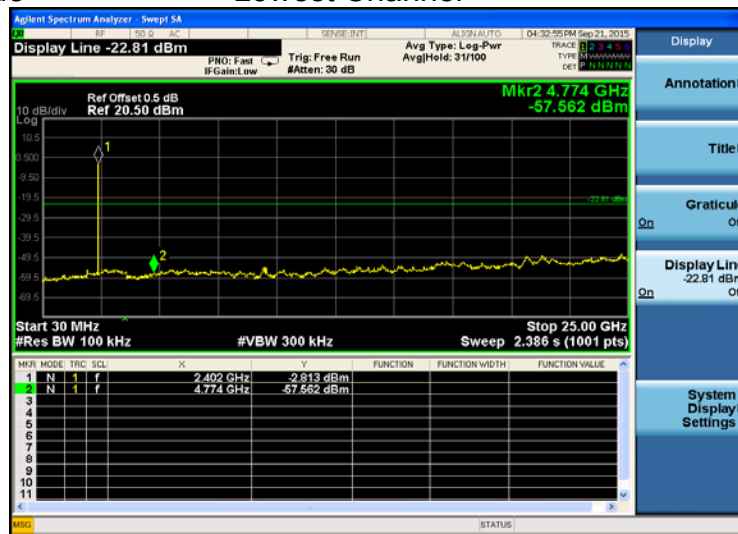 Lowest Channel
Agilent Spectrum Analyzer - Swept SA
RF 50 Ω AC SENSE:INT ALIGN AUTO 04:32:55 PM Sep 21, 2015
Display Line -22.81 dBm
PNO: Fast
IFGain:Low
Trig: Free Run
#Atten: 30 dB
Avg Type: Log-Pwr
Avg|Hold: 31/100
TRACE 1 2 3 4 5 6
TYPE M
DET P N N N N N
Mkr2 4.774 GHz
-57.562 dBm
Ref Offset 0.5 dB
10 dB/div Ref 20.50 dBm
Log
10.5
0.500
-9.50
-19.5
-29.5
-39.5
-49.5
-59.5
-69.5
1
2
-22.81 dBm
Start 30 MHz Stop 25.00 GHz
#Res BW 100 kHz #VBW 300 kHz Sweep 2.386 s (1001 pts)
MKR MODE TRC SCL X Y FUNCTION FUNCTION WIDTH FUNCTION VALUE
1 N 1 f 2.402 GHz -2.813 dBm
2 N 1 f 4.774 GHz -57.562 dBm
3
4
5
6
7
8
9
10
11
MSG STATUS
Display
Annotation
Title
Graticul
On O
Display Lin
-22.81 dBr
On O
System
Display
Settings